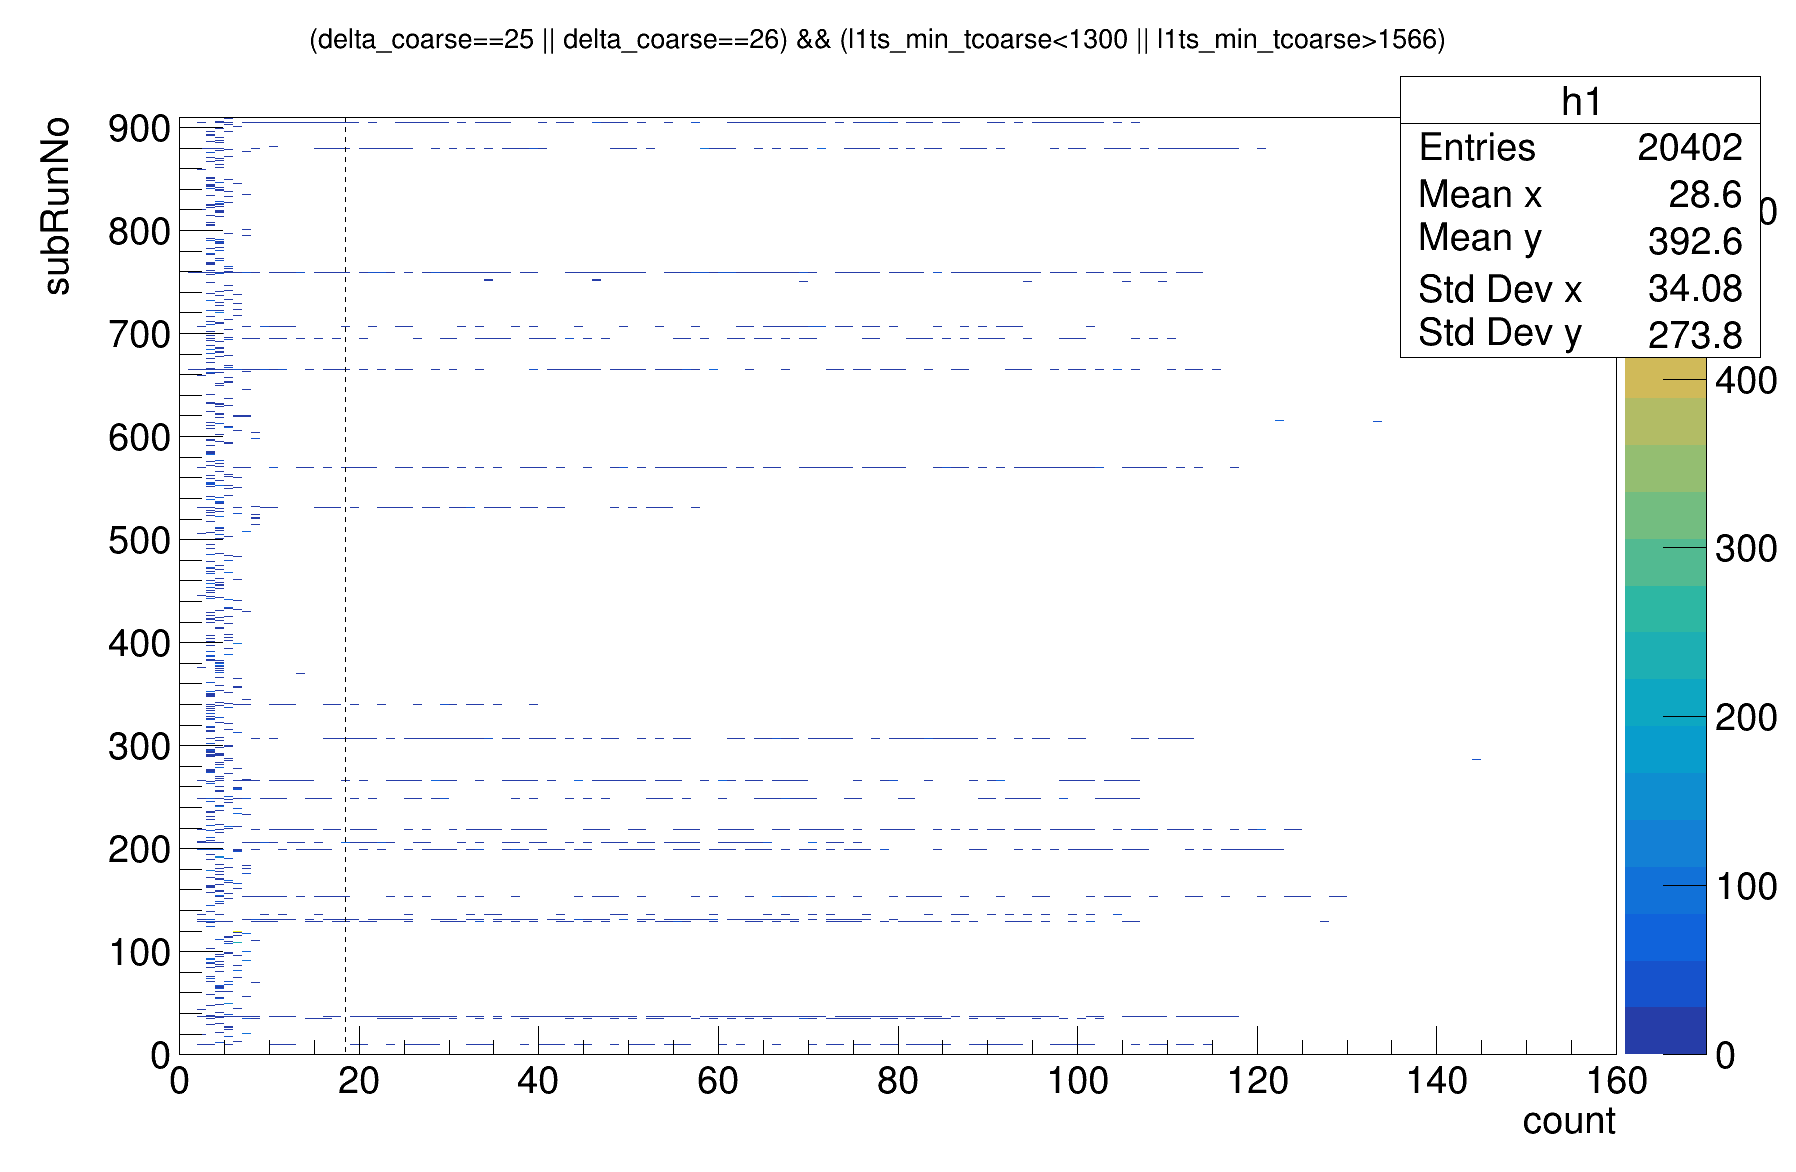 (delta_coarse==25 || delta_coarse==26) && (l1ts_min_tcoarse<1300 || l1ts_min_tcoarse>1566)
h1
Entries 20402
Mean x 28.6
Mean y 392.6
Std Dev x 34.08
Std Dev y 273.8
subRunNo
900
800
700
600
500
400
300
200
100
0
0 20 40 60 80 100 120 140 160
count
0
400
300
200
100
0